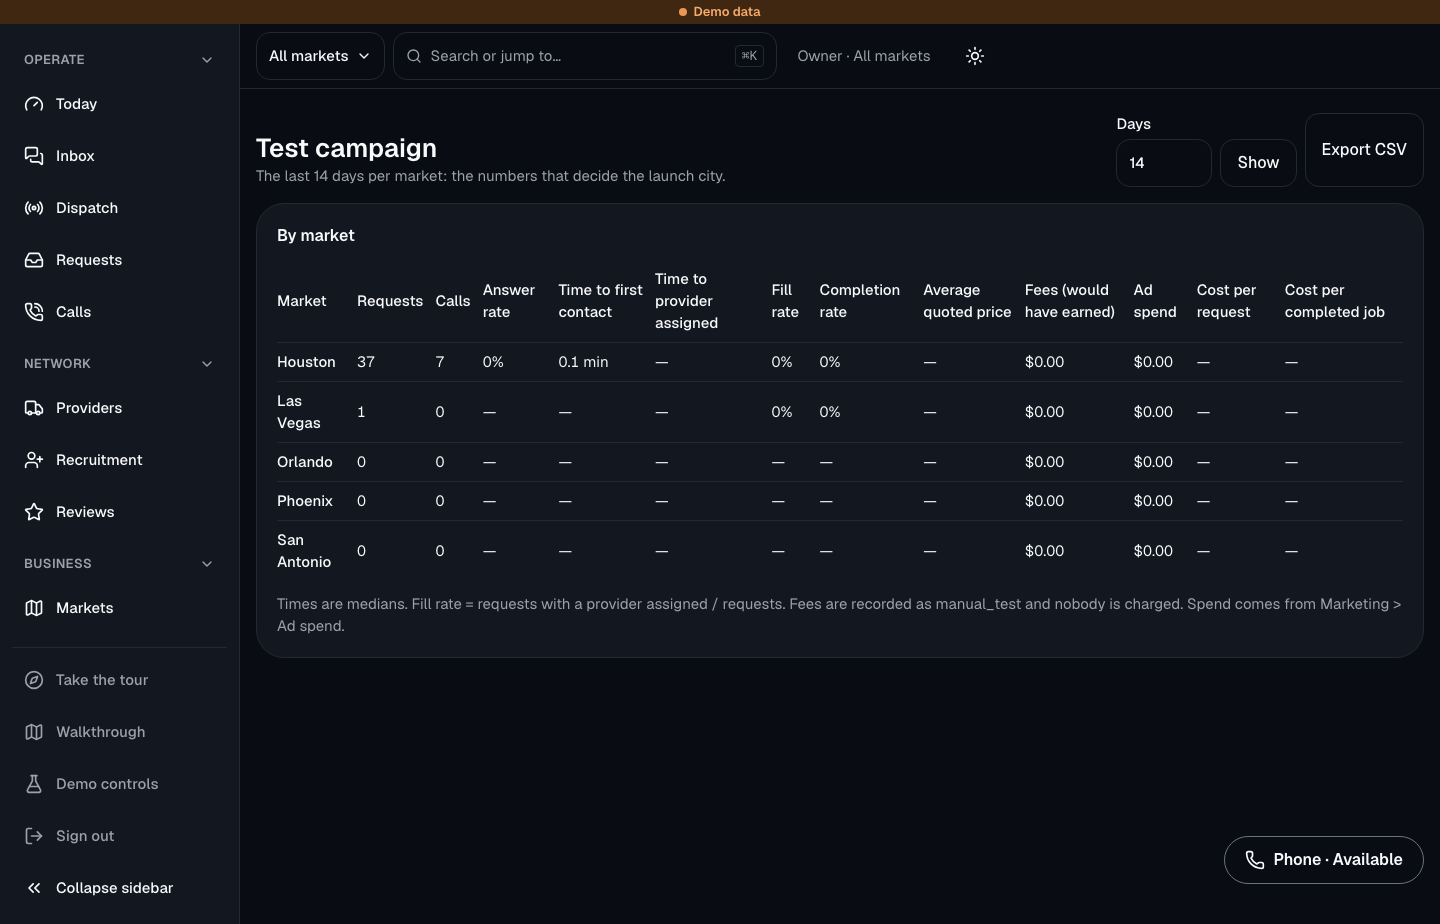 Demo data
OPERATE
Today
Inbox
Dispatch
Requests
Calls
NETWORK
Providers
Recruitment
Reviews
BUSINESS
Markets
Take the tour
Walkthrough
Demo controls
Sign out
Collapse sidebar
All markets
Search or jump to...
⌘K
Owner · All markets
Test campaign
The last 14 days per market: the numbers that decide the launch city.
Days
14
Show
Export CSV
By market
Market Requests Calls Answer rate Time to first contact Time to provider assigned Fill rate Completion rate Average quoted price Fees (would have earned) Ad spend Cost per request Cost per completed job
Houston 37 7 0% 0.1 min — 0% 0% — $0.00 $0.00 — —
Las Vegas 1 0 — — — 0% 0% — $0.00 $0.00 — —
Orlando 0 0 — — — — — — $0.00 $0.00 — —
Phoenix 0 0 — — — — — — $0.00 $0.00 — —
San Antonio 0 0 — — — — — — $0.00 $0.00 — —
Times are medians. Fill rate = requests with a provider assigned / requests. Fees are recorded as manual_test and nobody is charged. Spend comes from Marketing >
Ad spend.
Phone · Available